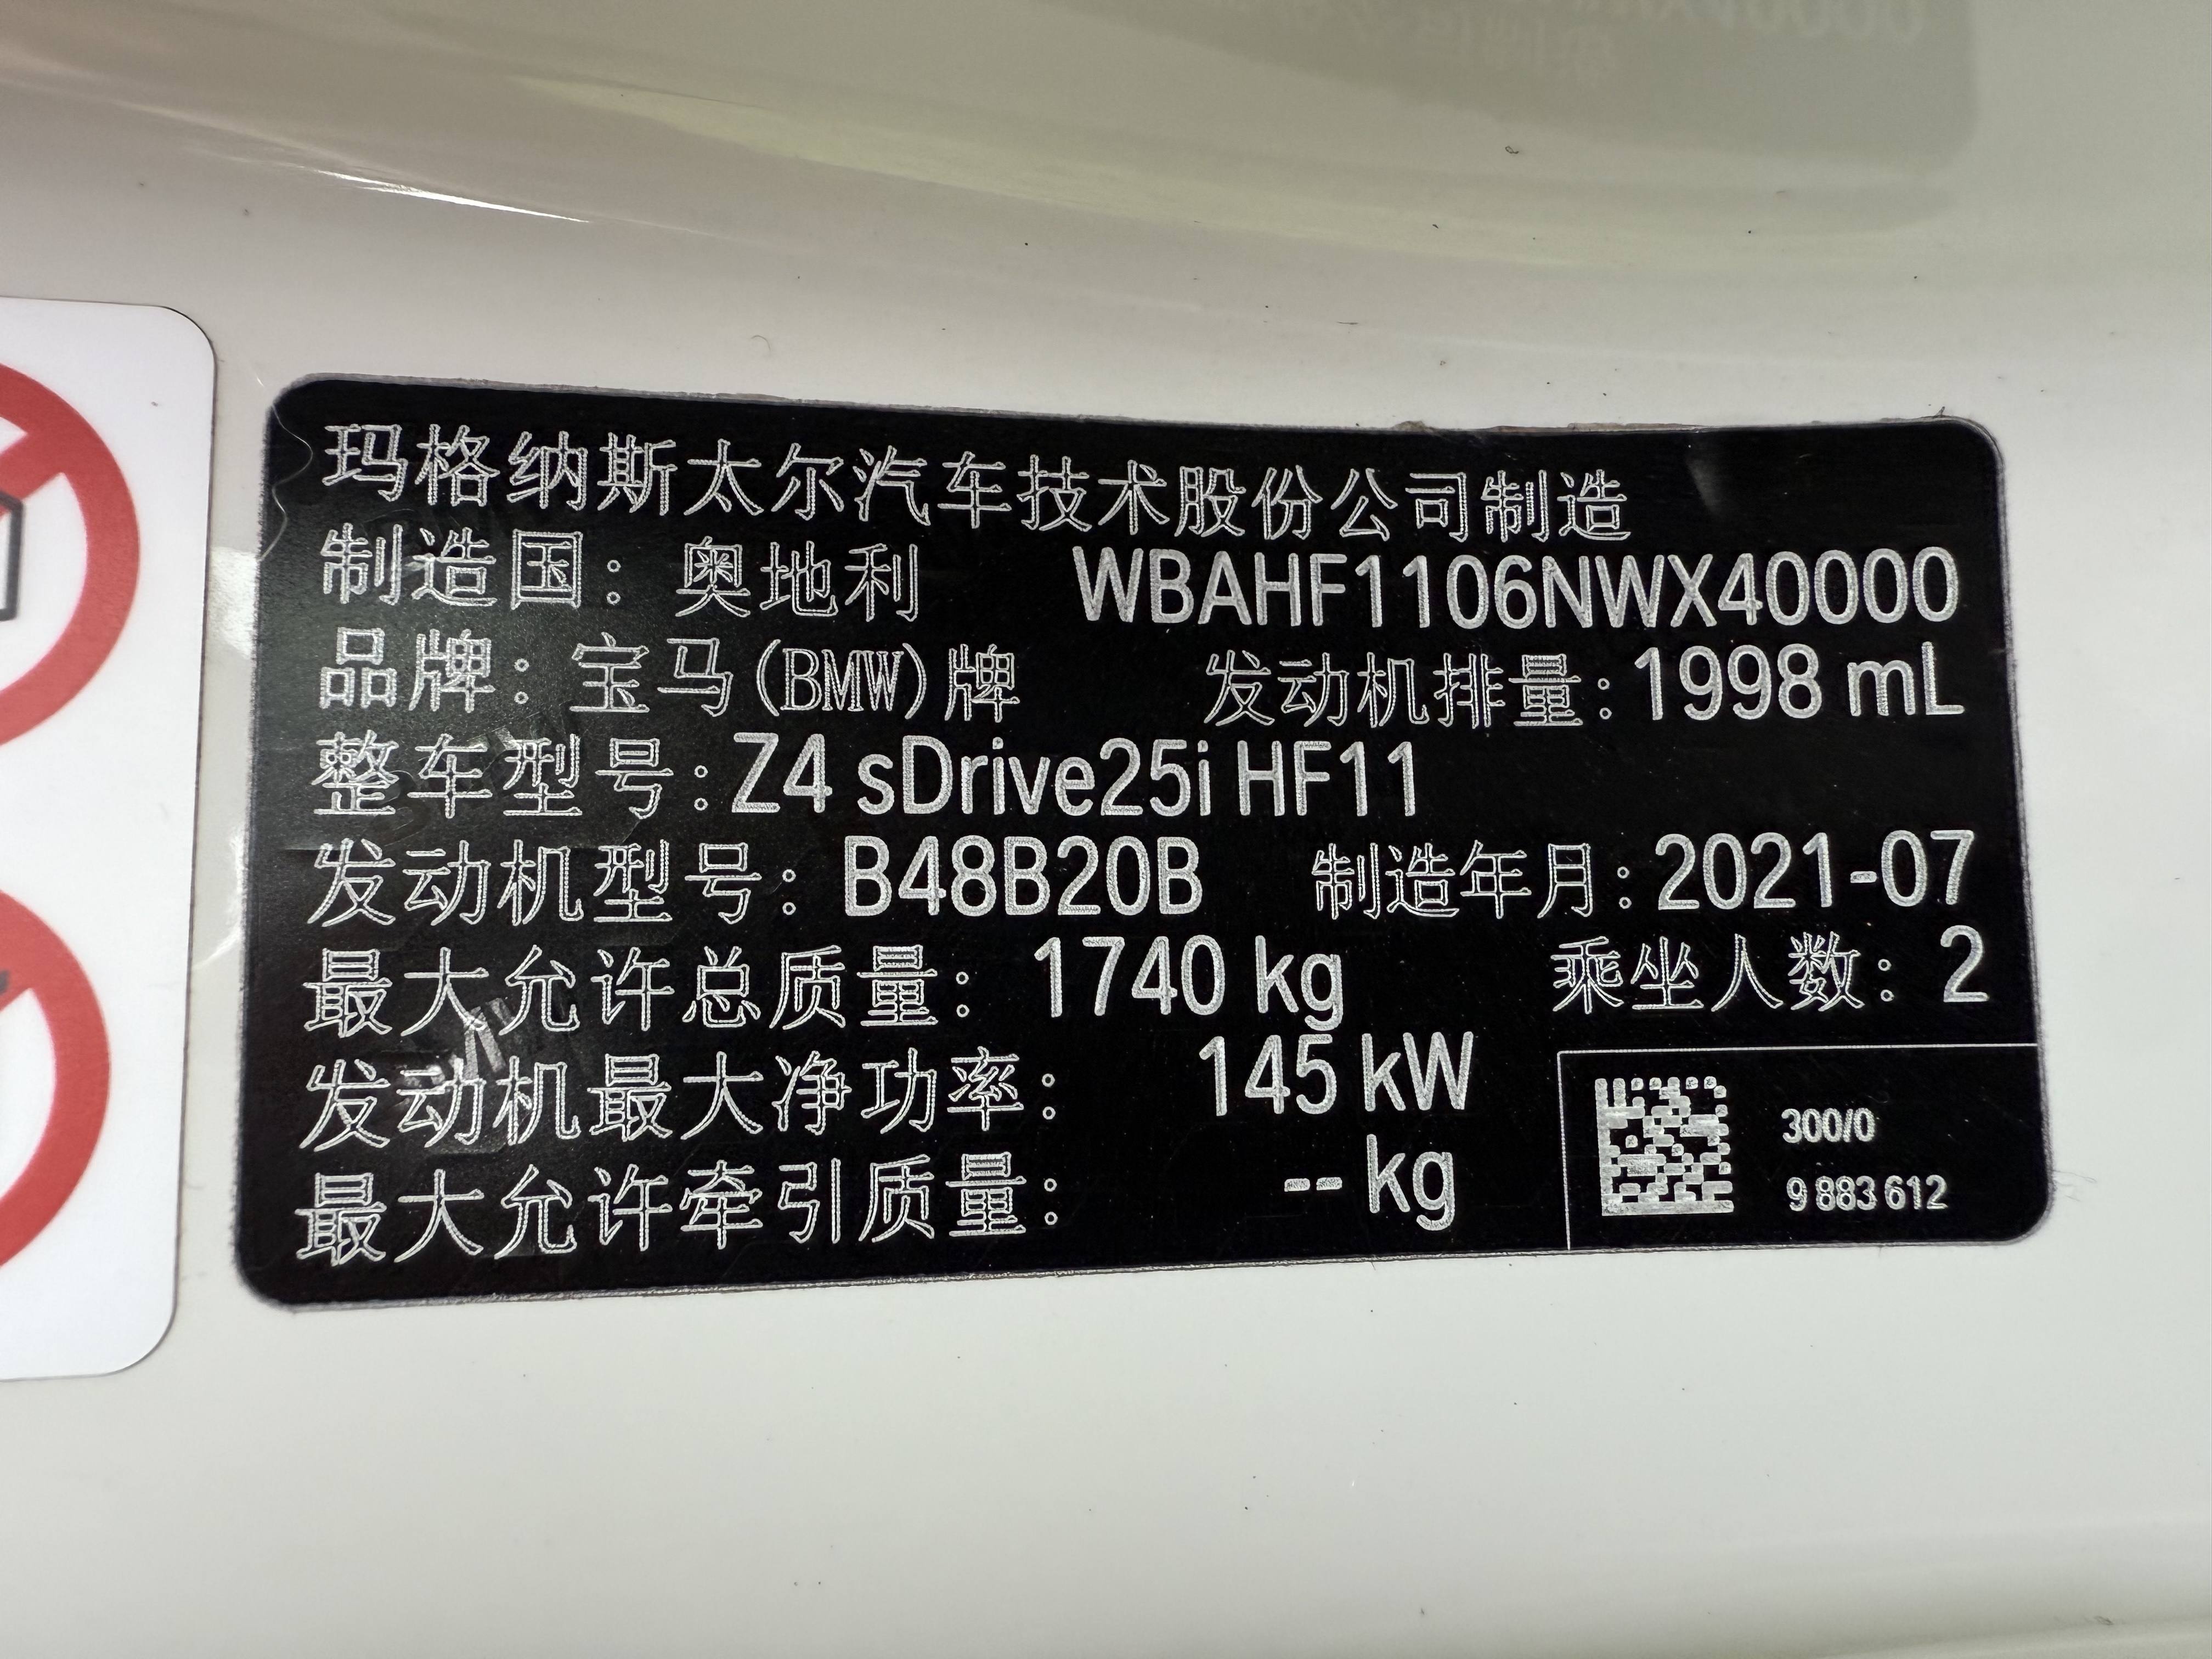 玛格纳斯太尔汽车技术股份公司制造
制造国：奥地利 WBAHF1106NWX40000
品牌：宝马(BMW)牌 发动机排量：1998 mL
整车型号：Z4 sDrive25i HF11
发动机型号：B48B20B 制造年月：2021-07
最大允许总质量：1740 kg 乘坐人数：2
发动机最大净功率：145 kW
最大允许牵引质量：-- kg
300/0
9 883 612